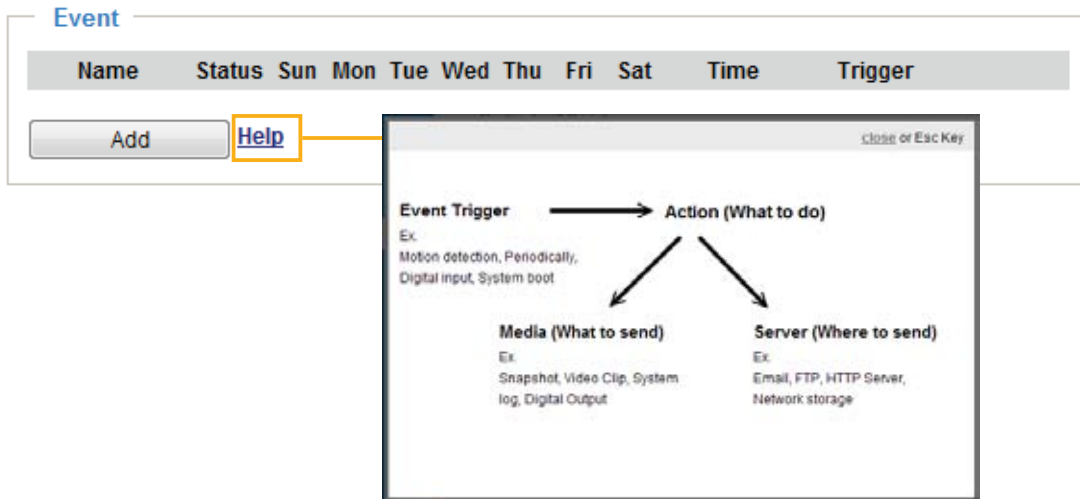 Event
Name Status Sun Mon Tue Wed Thu Fri Sat Time Trigger
Add Help
close or Esc Key
Event Trigger
Action (What to do)
Ex.
Motion detection, Periodically,
Digital input, System boot
Media (What to send)
Ex.
Snapshot, Video Clip, System
log, Digital Output
Server (Where to send)
Ex.
Email, FTP, HTTP Server,
Network storage